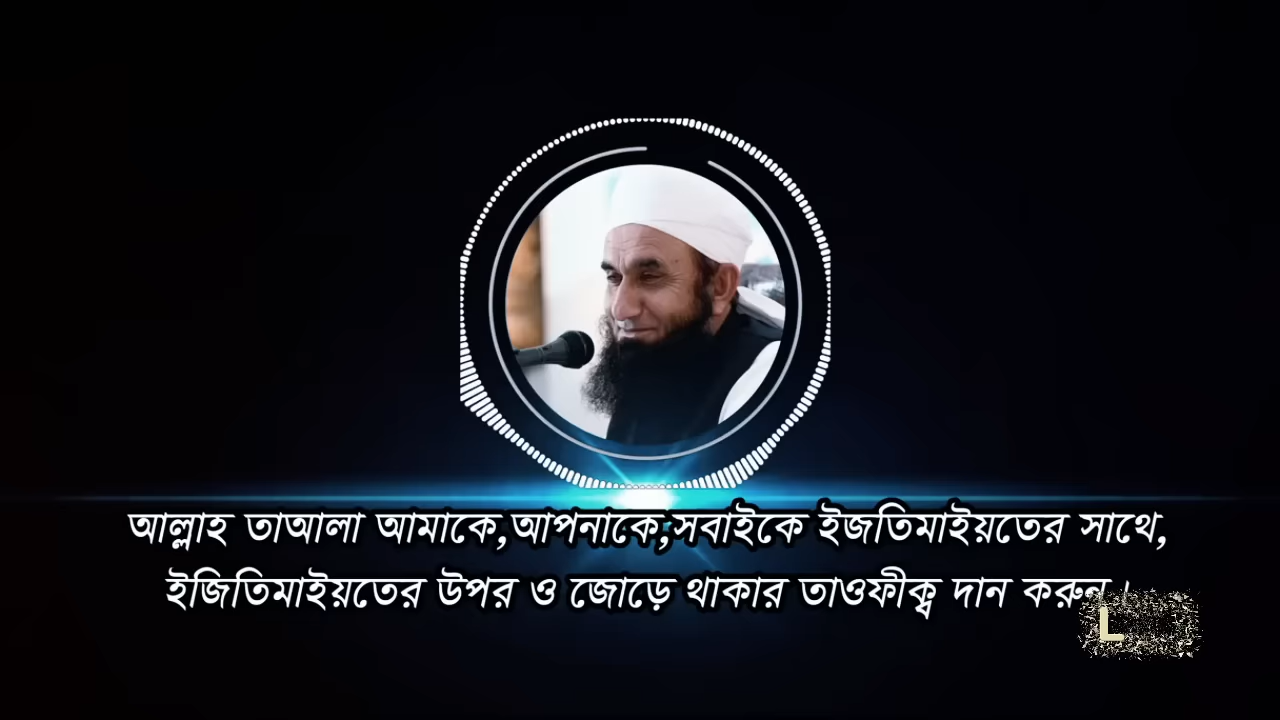 আল্লাহ তাআলা আমাকে,আপনাকে,সবাইকে ইজতিমাইয়তের সাথে,
ইজিতিমাইয়তের উপর ও জোড়ে থাকার তাওফীক্ব দান করুন।
L